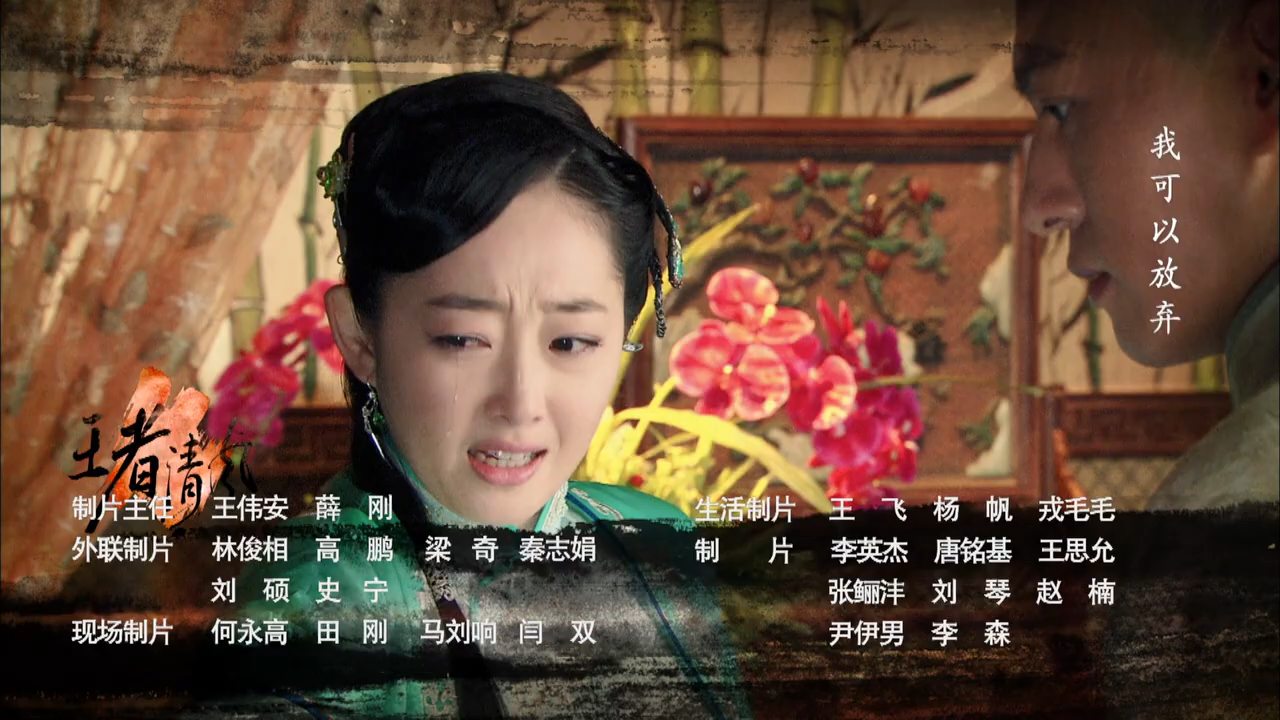 我可以放弃
王者清风
制片主任 王伟安 薛 刚
外联制片 林俊相 高 鹏 梁 奇 秦志娟
刘 硕 史 宁
现场制片 何永高 田 刚 马刘响 闫 双
生活制片 王 飞 杨 帆 戎毛毛
制 片 李英杰 唐铭基 王思允
张鲡沣 刘 琴 赵 楠
尹伊男 李 森